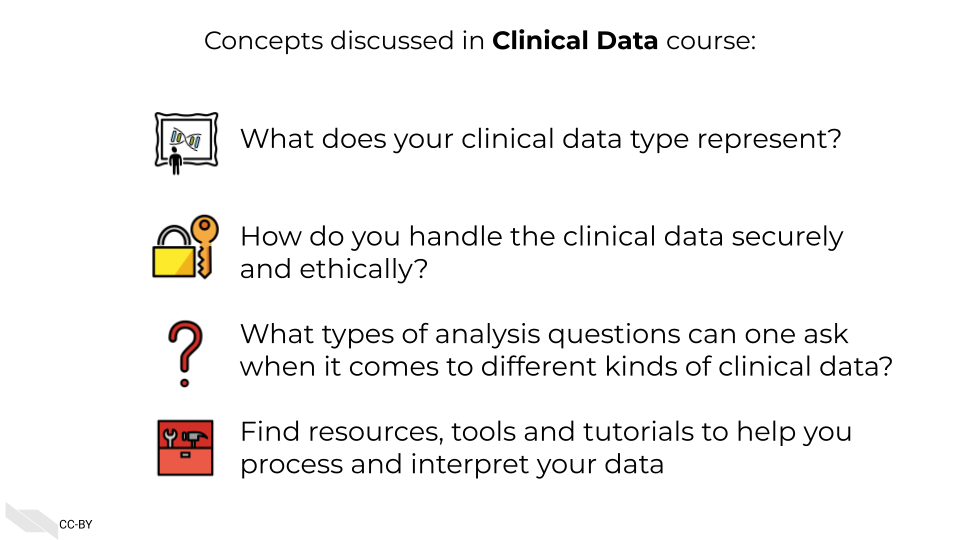 Concepts discussed in Clinical Data course:
What does your clinical data type represent?
How do you handle the clinical data securely
and ethically?
What types of analysis questions can one ask
when it comes to different kinds of clinical data?
Find resources, tools and tutorials to help you
process and interpret your data
CC-BY